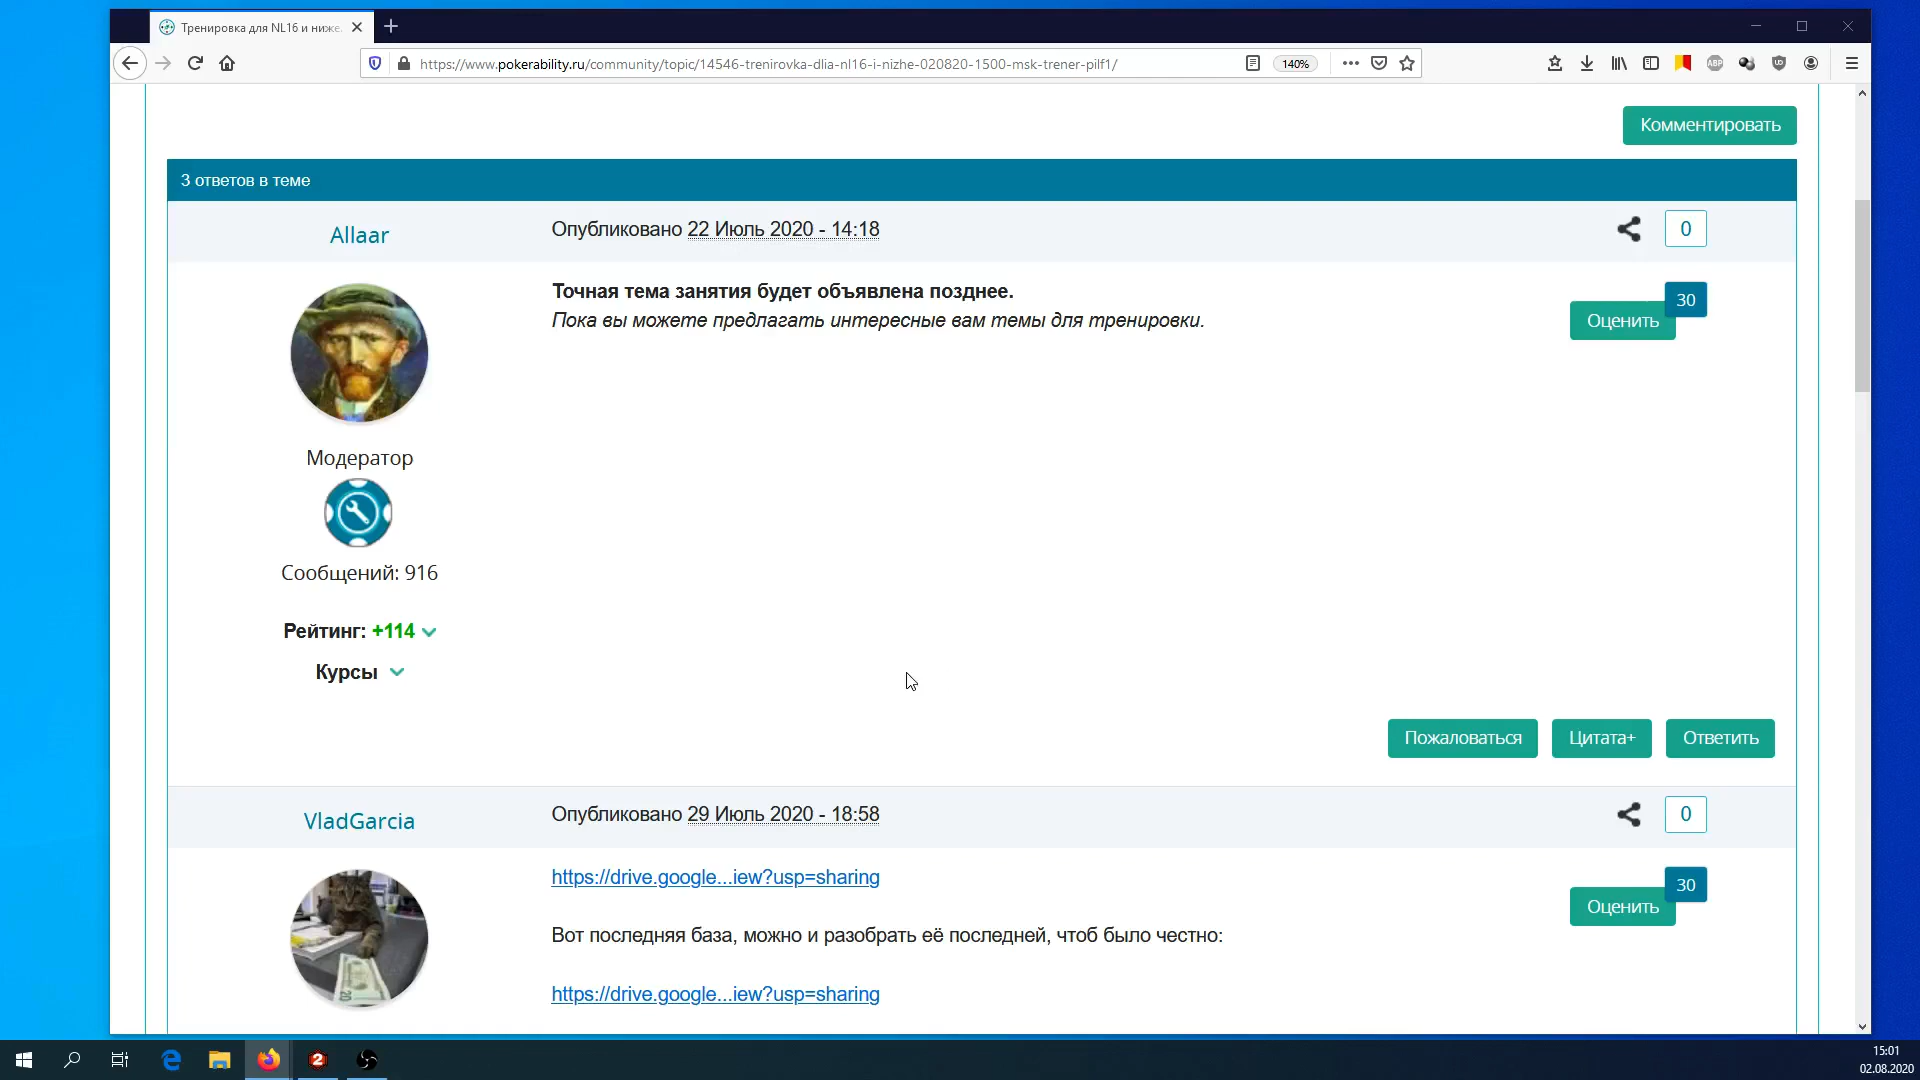 Тренировка для NL16 и ниже.
https://www.pokerability.ru/community/topic/14546-trenirovka-dlia-nl16-i-nizhe-020820-1500-msk-trener-pilf1/
140%
ABP
Комментировать
3 ответов в теме
Allaar
Опубликовано 22 Июль 2020 - 14:18
0
Точная тема занятия будет объявлена позднее.
Пока вы можете предлагать интересные вам темы для тренировки.
30
Оценить
Модератор
Сообщений: 916
Рейтинг: +114
Курсы
Пожаловаться
Цитата+
Ответить
VladGarcia
Опубликовано 29 Июль 2020 - 18:58
0
https://drive.google...iew?usp=sharing
30
Оценить
Вот последняя база, можно и разобрать её последней, чтоб было честно:
https://drive.google...iew?usp=sharing
2
15:01
02.08.2020